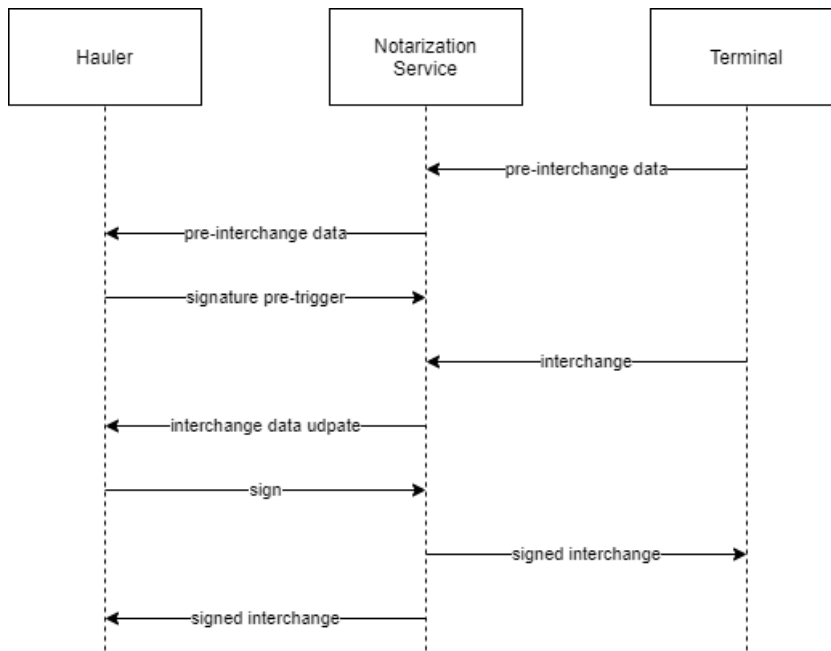 Hauler
Notarization
Service
Terminal
pre-interchange data
pre-interchange data
signature pre-trigger
interchange
interchange data udpate
sign
signed interchange
signed interchange